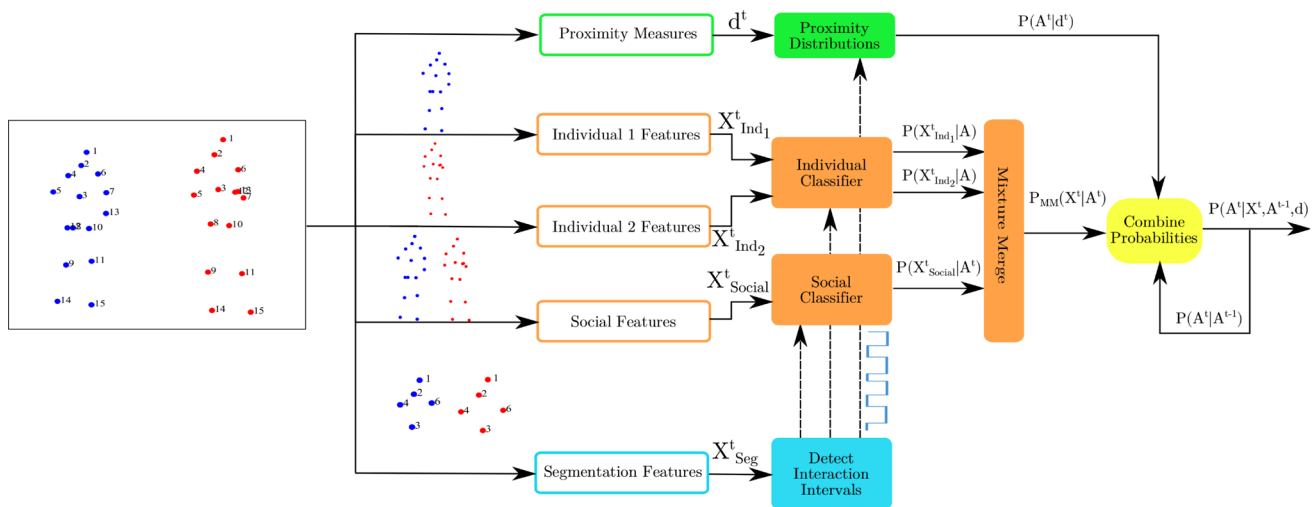 Proximity Measures
d^t
Proximity
Distributions
P(A^t|d^t)
Individual 1 Features
X^t_Ind_1
Individual
Classifier
P(X^t_Ind_1|A)
Individual 2 Features
X^t_Ind_2
P(X^t_Ind_2|A)
Mixture Merge
P_MM(X^t|A^t)
Combine
Probabilities
P(A^t|X^t,A^t-1,d)
P(A^t|A^t-1)
Social Features
X^t_Social
Social
Classifier
P(X^t_Social|A^t)
Segmentation Features
X^t_Seg
Detect
Interaction
Intervals
1
2
4
6
5
3
7
13
10
9
11
14
15
1
2
4
6
5
3
7
8
10
9
11
14
15
1
2
4
6
3
1
2
4
6
3